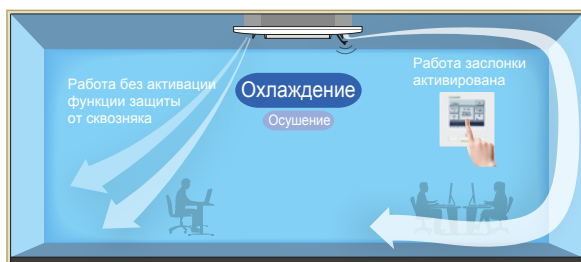 Работа без активации
функции защиты
от сквозняка
Охлаждение
Осушение
Работа заслонки
активирована